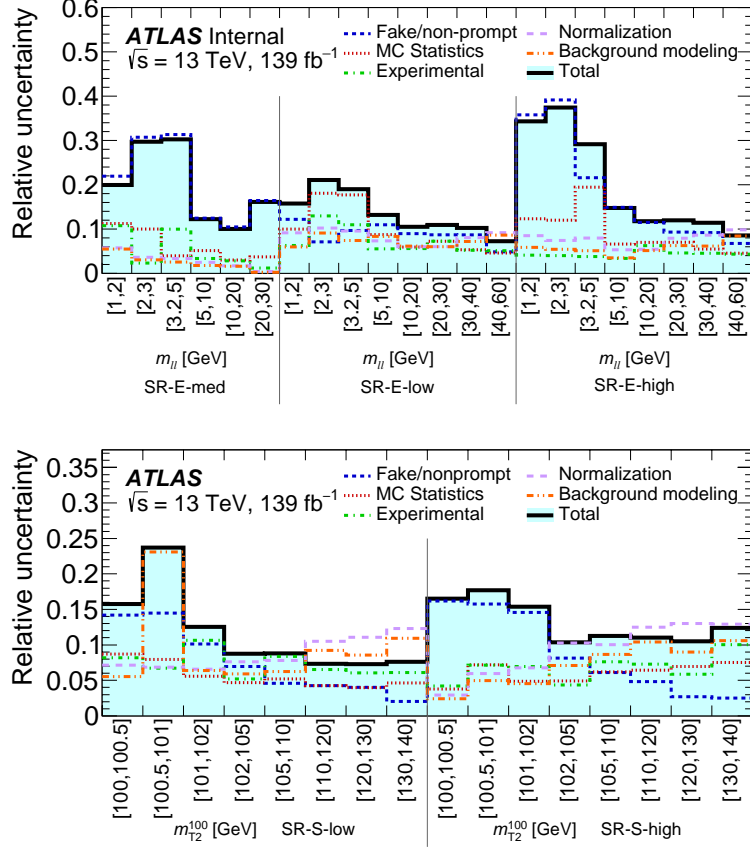 0.6
0.5
0.4
0.3
0.2
0.1
0
Relative uncertainty
ATLAS Internal
√s = 13 TeV, 139 fb⁻¹
Fake/non-prompt
MC Statistics
Experimental
Normalization
Background modeling
Total
[1,2] [2,3] [3.2,5] [5,10] [10,20] [20,30] [1,2] [2,3] [3.2,5] [5,10] [10,20] [20,30] [30,40] [40,60] [1,2] [2,3] [3.2,5] [5,10] [10,20] [20,30] [30,40] [40,60]
m_ll [GeV] m_ll [GeV] m_ll [GeV]
SR-E-med SR-E-low SR-E-high
0.35
0.3
0.25
0.2
0.15
0.1
0.05
0
Relative uncertainty
ATLAS
√s = 13 TeV, 139 fb⁻¹
Fake/nonprompt
MC Statistics
Experimental
Normalization
Background modeling
Total
[100,100.5] [100.5,101] [101,102] [102,105] [105,110] [110,120] [120,130] [130,140] [100,100.5] [100.5,101] [101,102] [102,105] [105,110] [110,120] [120,130] [130,140]
m_T2^100 [GeV] SR-S-low m_T2^100 [GeV] SR-S-high